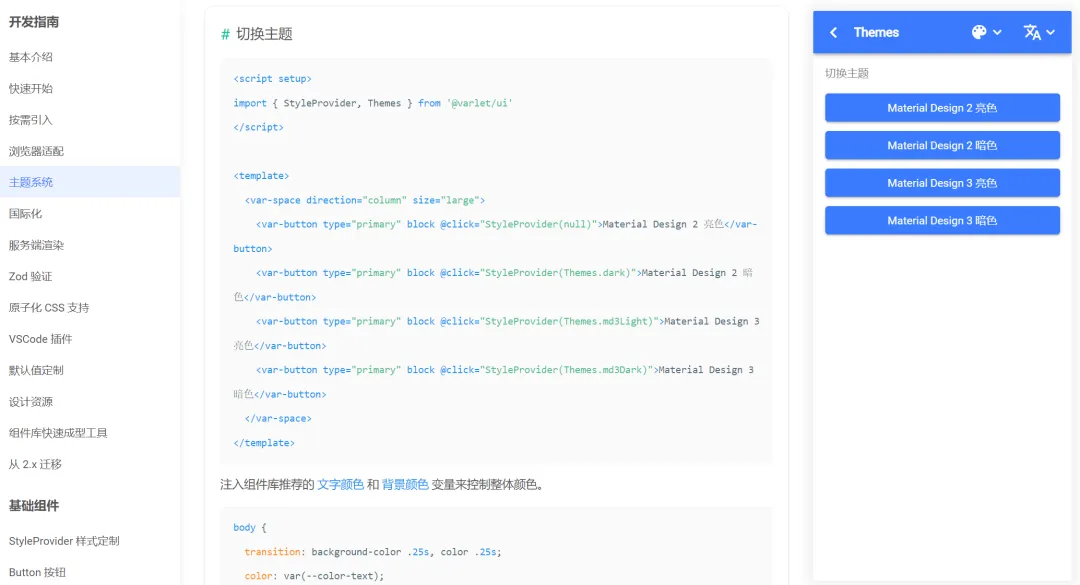 开发指南
基本介绍
快速开始
按需引入
浏览器适配
主题系统
国际化
服务端渲染
Zod 验证
原子化 CSS 支持
VSCode 插件
默认值定制
设计资源
组件库快速成型工具
从 2.x 迁移
基础组件
StyleProvider 样式定制
Button 按钮
# 切换主题
<script setup>
import { StyleProvider, Themes } from '@varlet/ui'
</script>
<template>
<var-space direction="column" size="large">
<var-button type="primary" block @click="StyleProvider(null)">Material Design 2 亮色</var-
button>
<var-button type="primary" block @click="StyleProvider(Themes.dark)">Material Design 2 暗
色</var-button>
<var-button type="primary" block @click="StyleProvider(Themes.md3Light)">Material Design 3
亮色</var-button>
<var-button type="primary" block @click="StyleProvider(Themes.md3Dark)">Material Design 3
暗色</var-button>
</var-space>
</template>
注入组件库推荐的 文字颜色 和 背景颜色 变量来控制整体颜色。
body {
transition: background-color .25s, color .25s;
color: var(--color-text);
Themes
切换主题
Material Design 2 亮色
Material Design 2 暗色
Material Design 3 亮色
Material Design 3 暗色